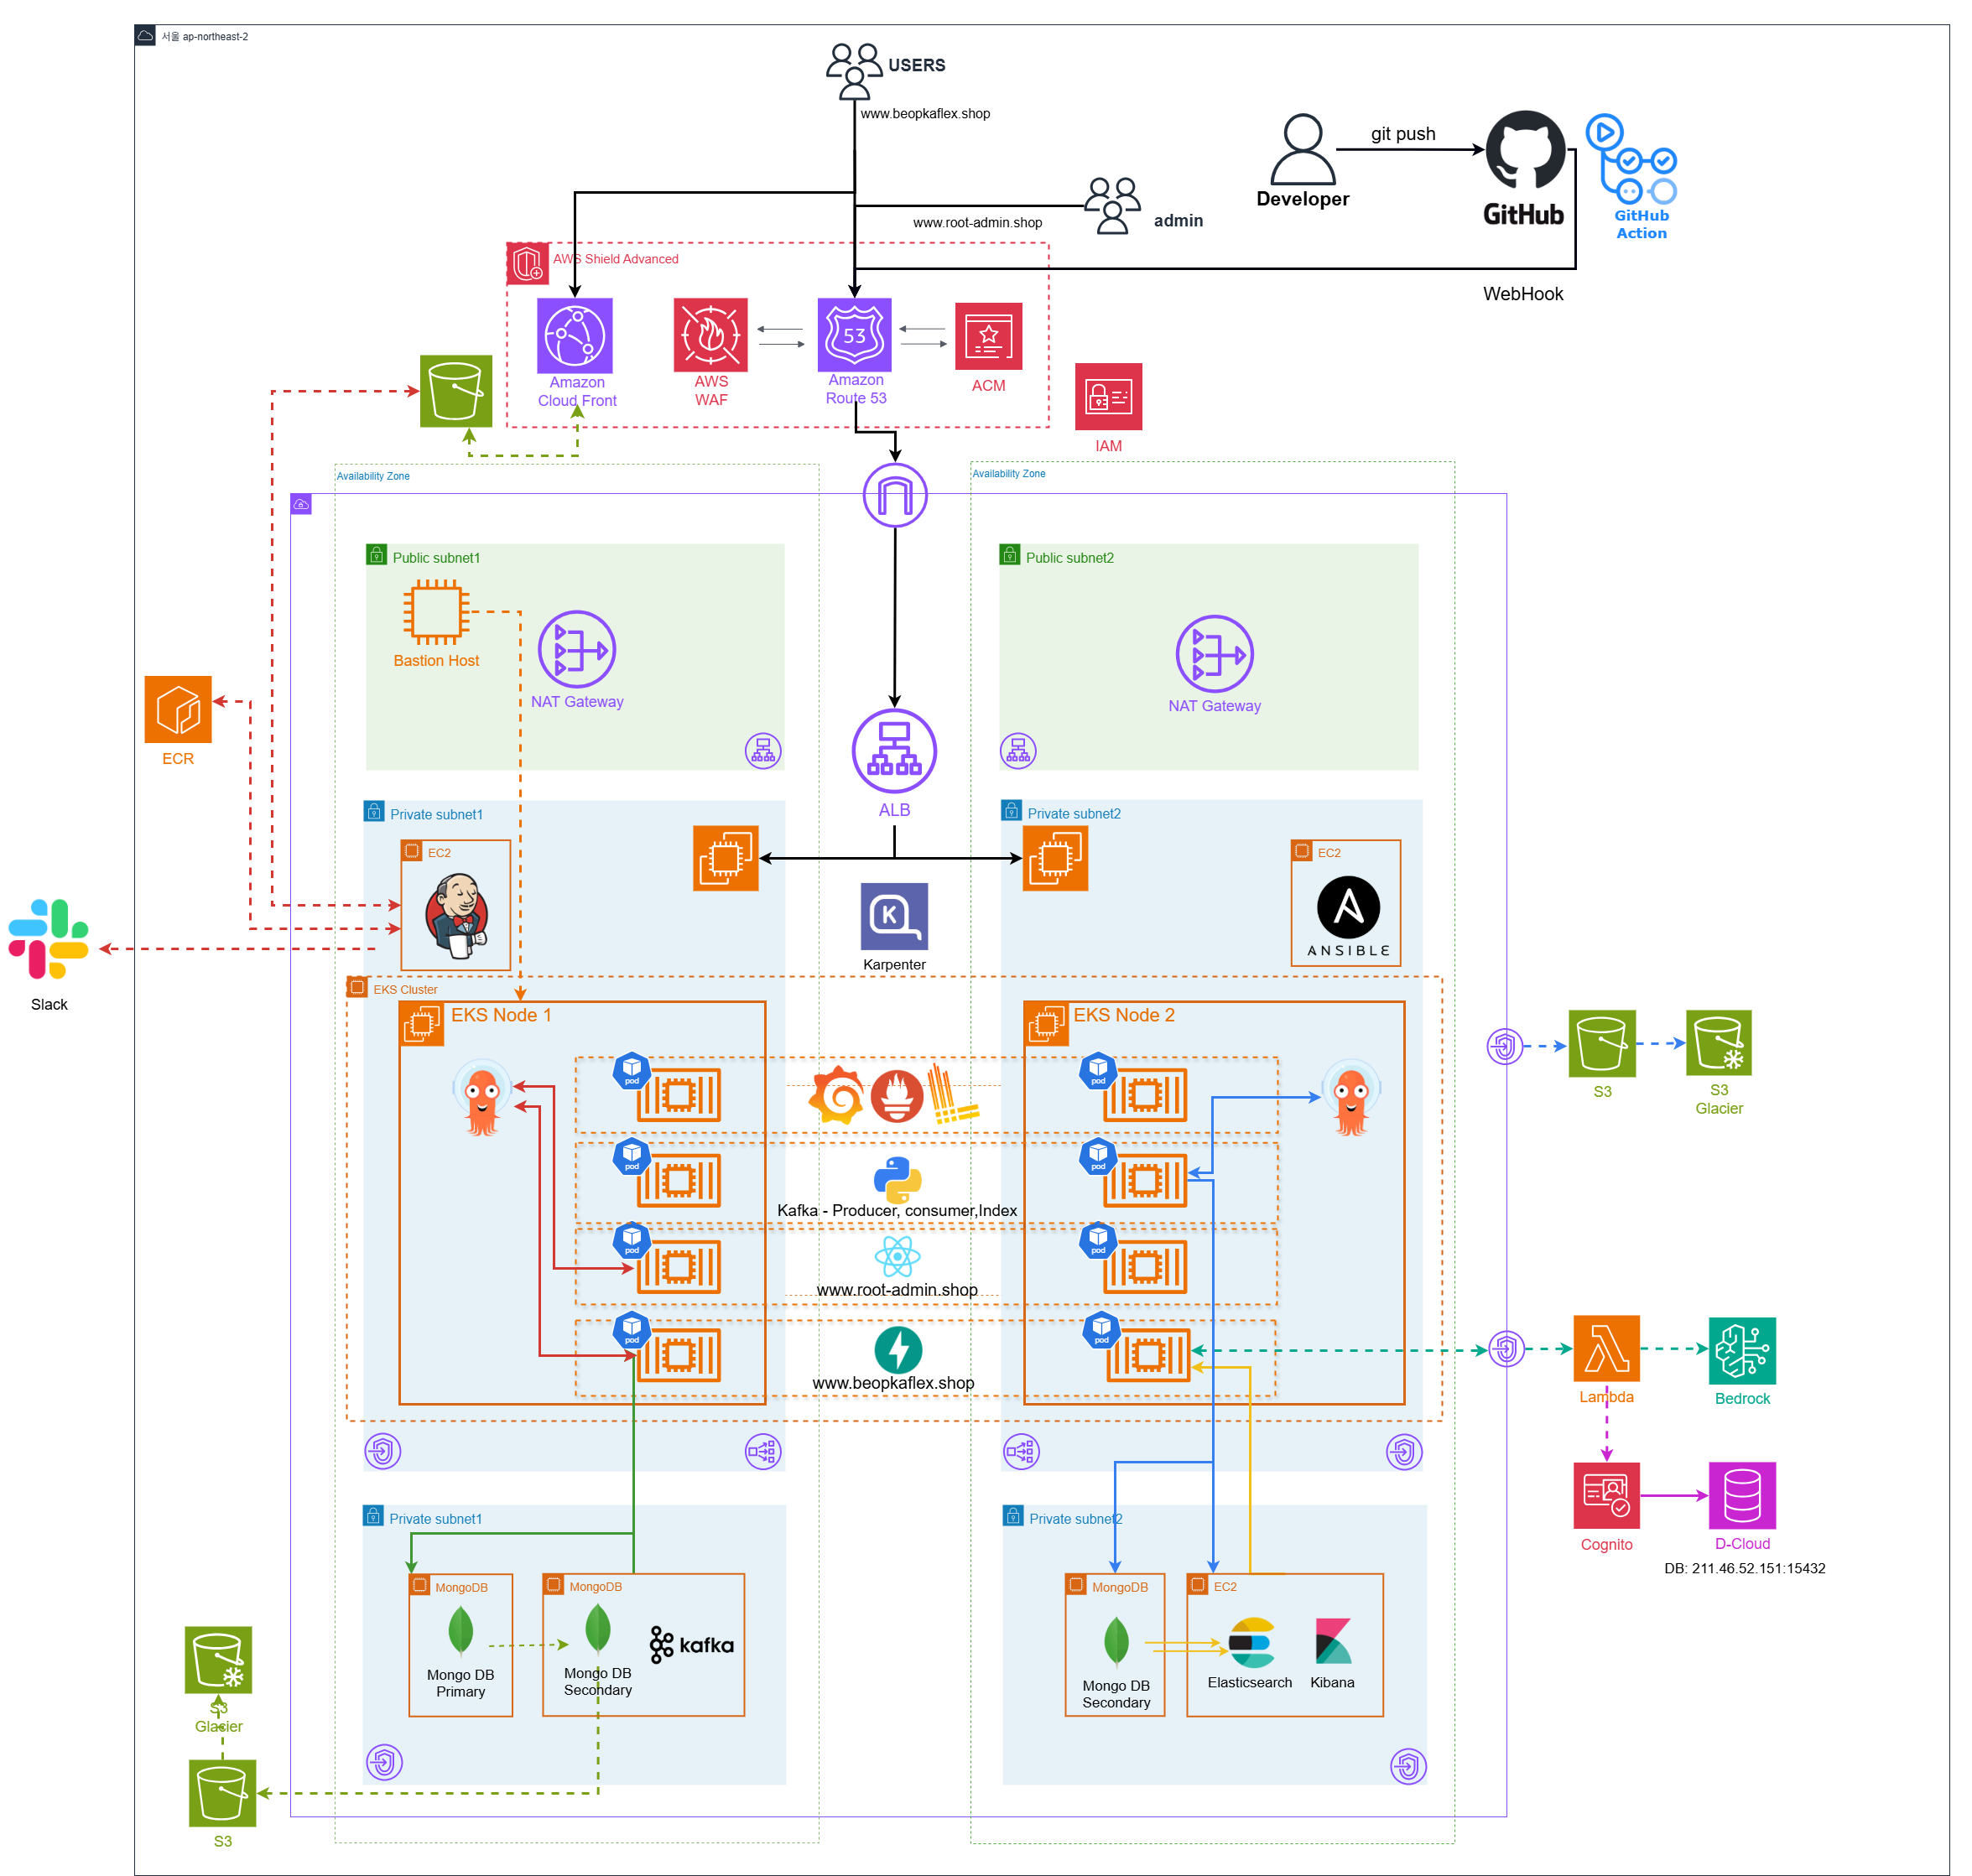 서울 ap-northeast-2
USERS
www.beopkaflex.shop
git push
Developer
GitHub
GitHub
Action
admin
www.root-admin.shop
WebHook
AWS Shield Advanced
53
Amazon
Cloud Front
AWS
WAF
Amazon
Route 53
ACM
IAM
Availability Zone
Availability Zone
Public subnet1
Public subnet2
Bastion Host
NAT Gateway
NAT Gateway
ECR
ALB
Private subnet1
Private subnet2
EC2
EC2
K
ANSIBLE
Karpenter
Slack
EKS Cluster
EKS Node 1
EKS Node 2
pod
pod
S3
S3
Glacier
pod
pod
Kafka - Producer, consumer,Index
pod
pod
www.root-admin.shop
pod
pod
www.beopkaflex.shop
Lambda
Bedrock
Private subnet1
Private subnet2
Cognito
D-Cloud
DB: 211.46.52.151:15432
MongoDB
MongoDB
MongoDB
EC2
kafka
Mongo DB
Primary
Mongo DB
Secondary
Mongo DB
Secondary
Elasticsearch
Kibana
S3
Glacier
S3